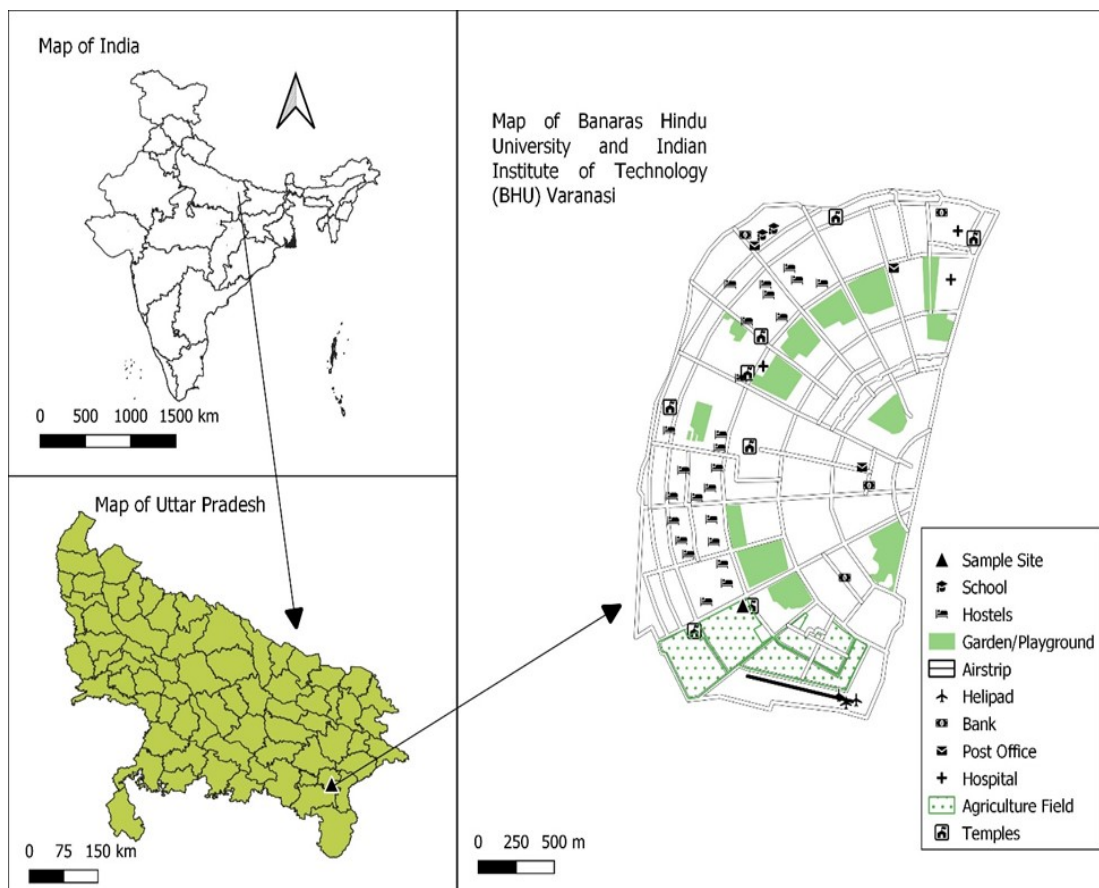 Map of India
0 500 1000 1500 km
Map of Uttar Pradesh
0 75 150 km
Map of Banaras Hindu
University and Indian
Institute of Technology
(BHU) Varanasi
0 250 500 m
Sample Site
School
Hostels
Garden/Playground
Airstrip
Helipad
Bank
Post Office
Hospital
Agriculture Field
Temples